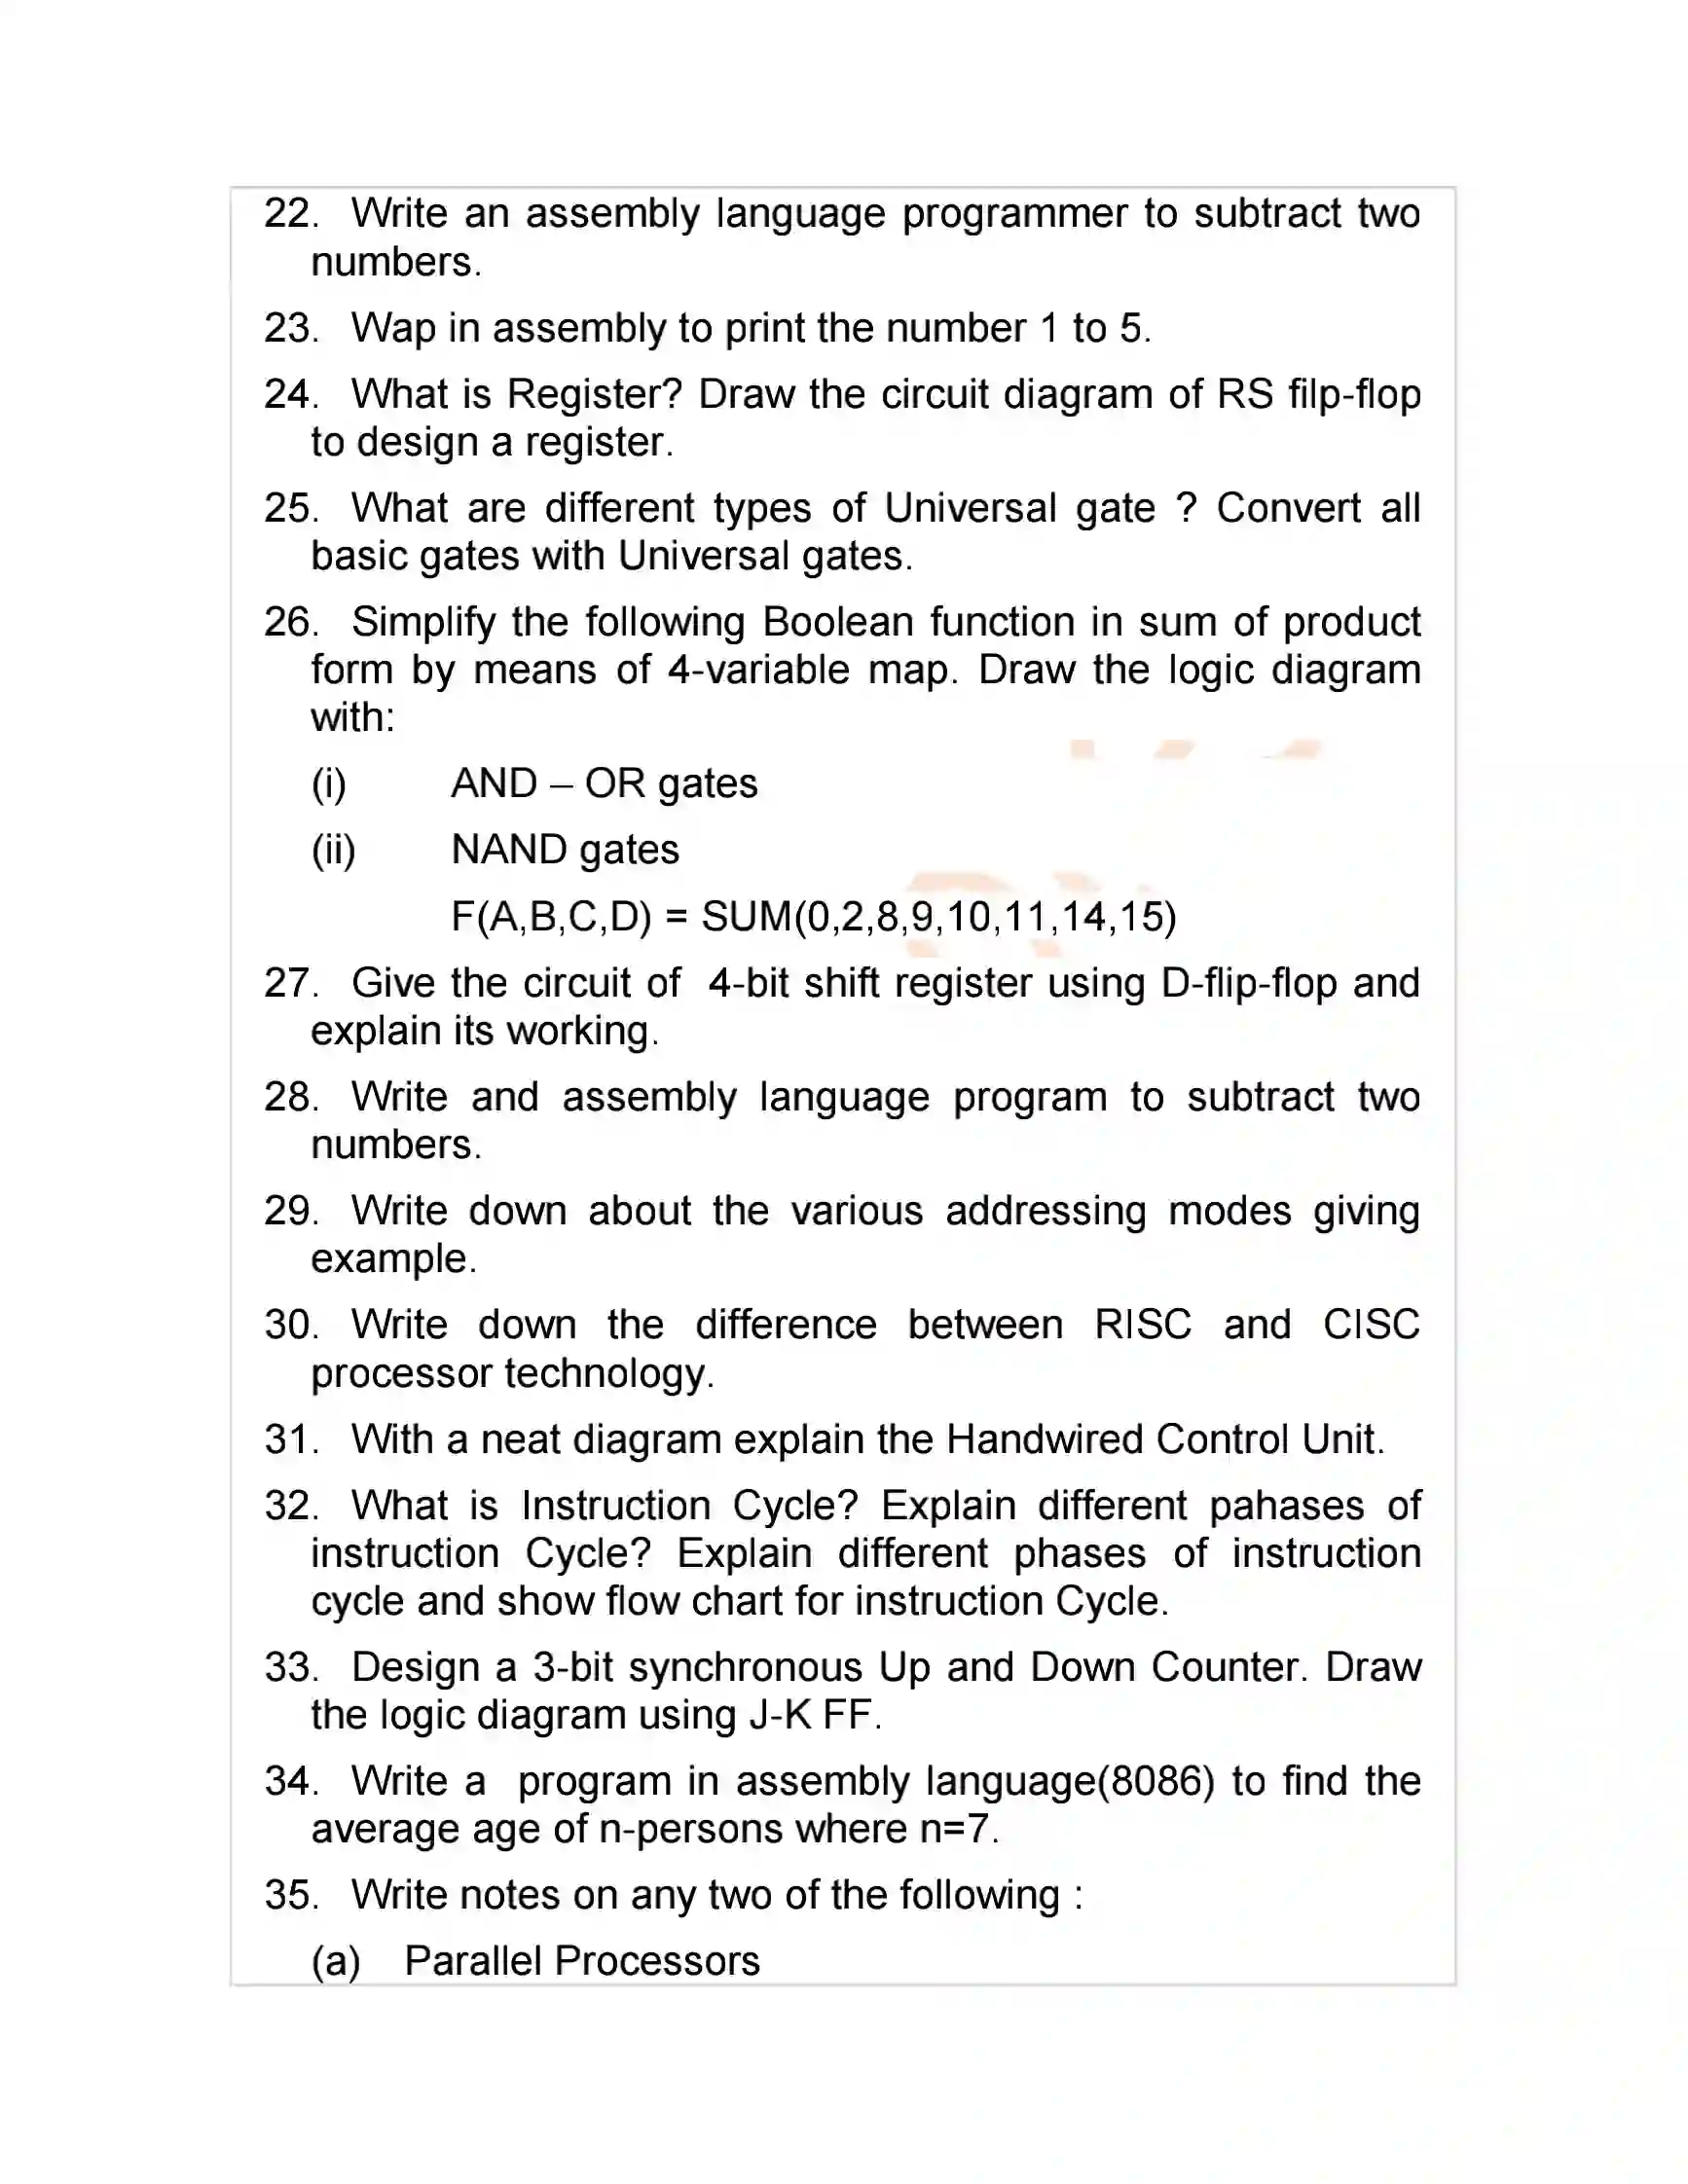 22. Write an assembly language programmer to subtract two
numbers.
23. Wap in assembly to print the number 1 to 5.
24. What is Register? Draw the circuit diagram of RS filp-flop
to design a register.
25. What are different types of Universal gate ? Convert all
basic gates with Universal gates.
26. Simplify the following Boolean function in sum of product
form by means of 4-variable map. Draw the logic diagram
with:
(i) AND – OR gates
(ii) NAND gates
F(A,B,C,D) = SUM(0,2,8,9,10,11,14,15)
27. Give the circuit of 4-bit shift register using D-flip-flop and
explain its working.
28. Write and assembly language program to subtract two
numbers.
29. Write down about the various addressing modes giving
example.
30. Write down the difference between RISC and CISC
processor technology.
31. With a neat diagram explain the Handwired Control Unit.
32. What is Instruction Cycle? Explain different pahases of
instruction Cycle? Explain different phases of instruction
cycle and show flow chart for instruction Cycle.
33. Design a 3-bit synchronous Up and Down Counter. Draw
the logic diagram using J-K FF.
34. Write a program in assembly language(8086) to find the
average age of n-persons where n=7.
35. Write notes on any two of the following :
(a) Parallel Processors